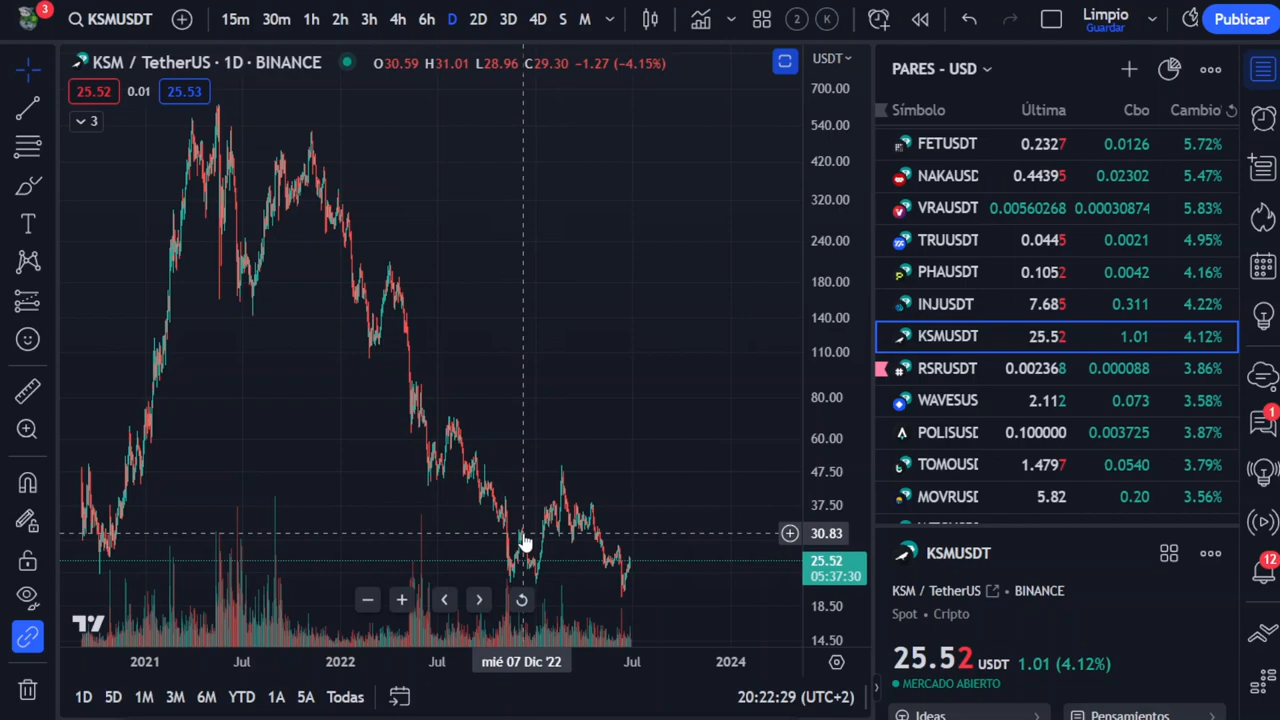 3
KSMUSDT
15m 30m 1h 2h 3h 4h 6h D 2D 3D 4D S M
2 K
Limpio
Guardar
Publicar
KSM / TetherUS · 1D · BINANCE
O30.59 H31.01 L28.96 C29.30 −1.27 (−4.15%)
USDT
25.52 0.01 25.53
3
700.00
540.00
420.00
320.00
240.00
180.00
140.00
110.00
80.00
60.00
47.50
37.50
30.83
25.52
05:37:30
18.50
14.50
2021 Jul 2022 Jul mié 07 Dic '22 Jul 2024
1D 5D 1M 3M 6M YTD 1A 5A Todas
20:22:29 (UTC+2)
PARES - USD
Símbolo Última Cbo Cambio
FETUSDT 0.2327 0.0126 5.72%
NAKAUSD 0.44395 0.02302 5.47%
VRAUSDT 0.00560268 0.00030874 5.83%
TRUUSDT 0.0445 0.0021 4.95%
PHAUSDT 0.1052 0.0042 4.16%
INJUSDT 7.685 0.311 4.22%
KSMUSDT 25.52 1.01 4.12%
RSRUSDT 0.002368 0.000088 3.86%
WAVESUS 2.112 0.073 3.58%
POLISUSD 0.100000 0.003725 3.87%
TOMOUSD 1.4797 0.0540 3.79%
MOVRUSD 5.82 0.20 3.56%
KSMUSDT
KSM / TetherUS • BINANCE
Spot • Cripto
25.52 USDT 1.01 (4.12%)
MERCADO ABIERTO
Ideas
Pensamientos
1
12